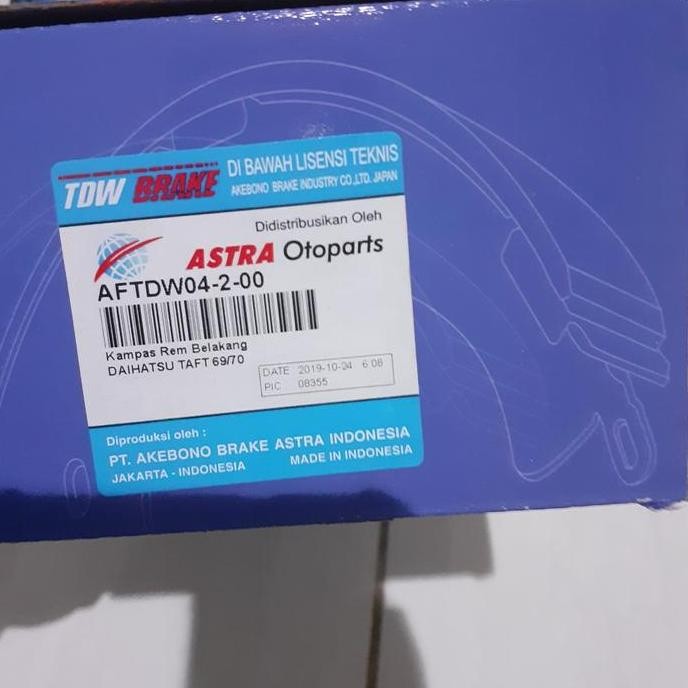 TDW BRAKE
DI BAWAH LISENSI TEKNIS
AKEBONO BRAKE INDUSTRY CO.,LTD. JAPAN
Didistribusikan Oleh
ASTRA Otoparts
AFTDW04-2-00
Kampas Rem Belakang
DAIHATSU TAFT 69/70
DATE 2019-10-24 6 08
PIC 08355
Diproduksi oleh :
PT. AKEBONO BRAKE ASTRA INDONESIA
JAKARTA - INDONESIA MADE IN INDONESIA